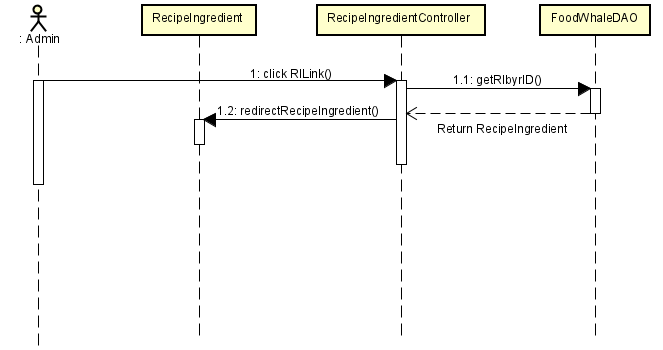 : Admin
RecipeIngredient
RecipeIngredientController
FoodWhaleDAO
1: click RILink()
1.1: getRIbyrID()
1.2: redirectRecipeIngredient()
Return RecipeIngredient